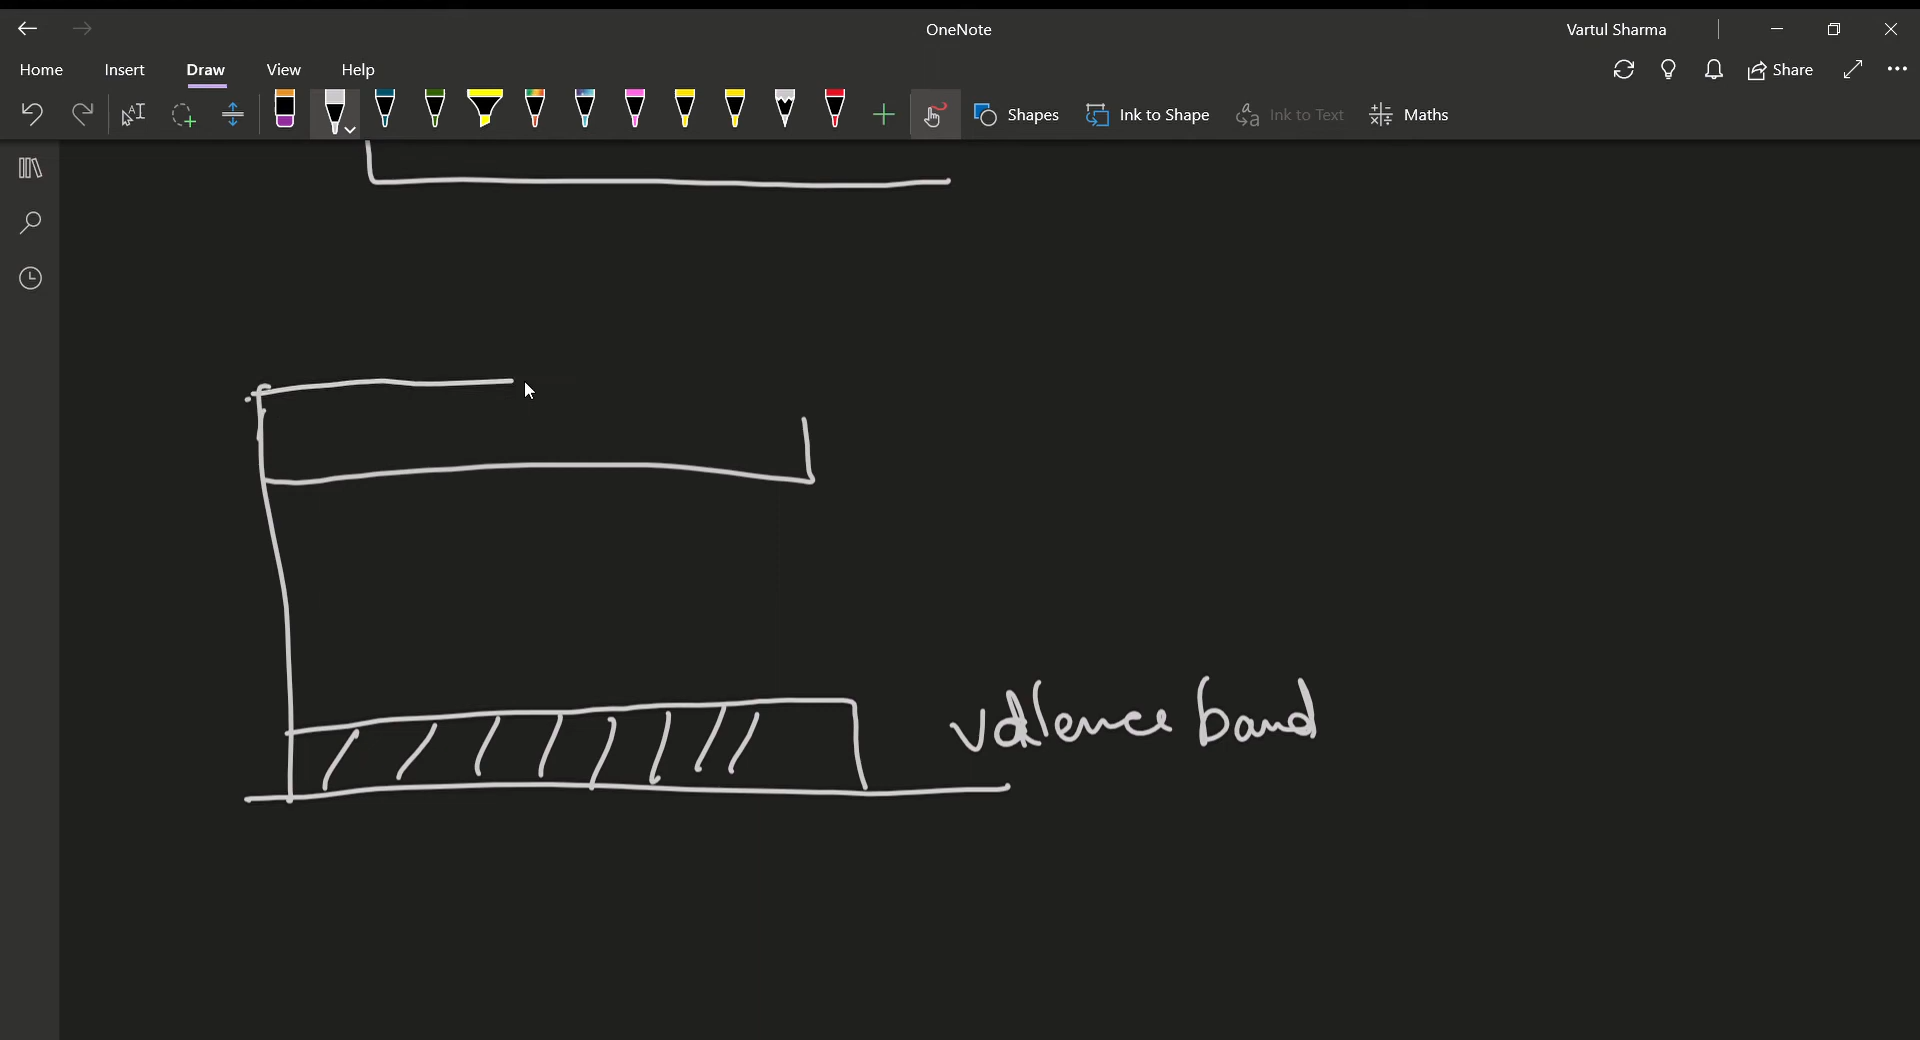 OneNote
Vartul Sharma
Home Insert Draw View Help
Share
Shapes
Ink to Shape
Ink to Text
Maths
valence band